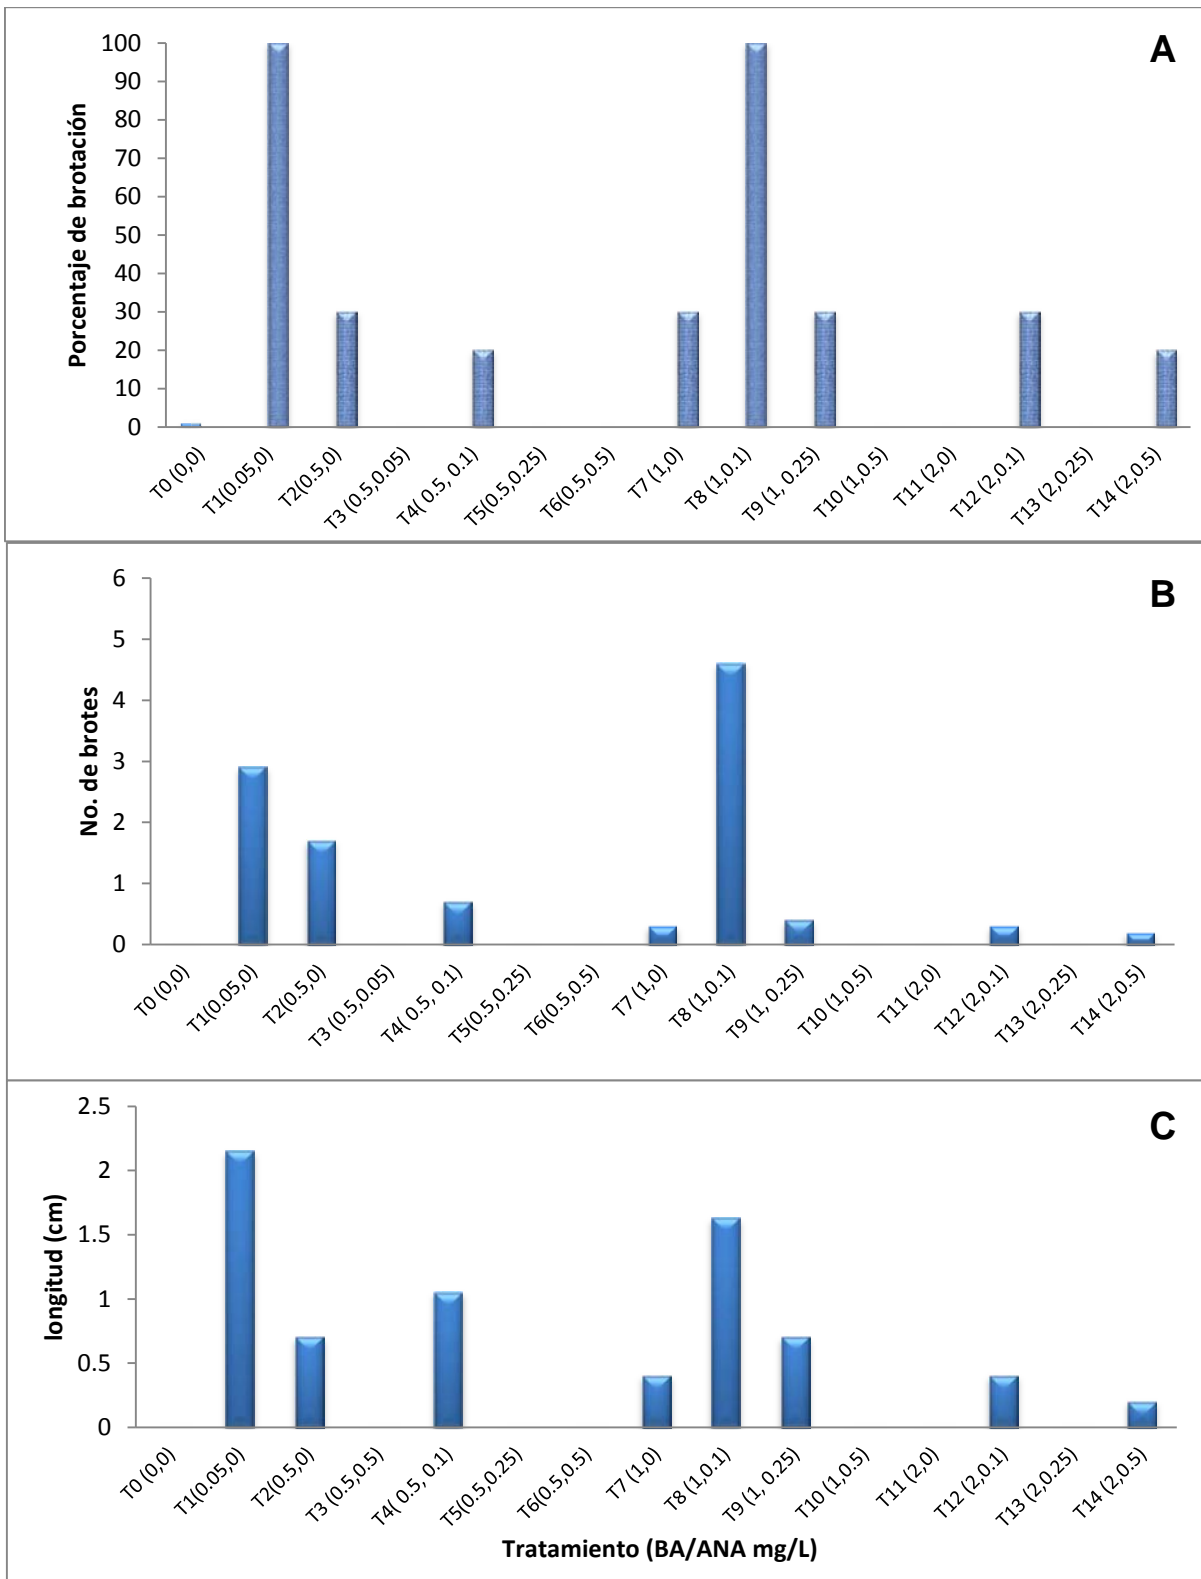 A
Porcentaje de brotación
100
90
80
70
60
50
40
30
20
10
0
T0 (0,0)
T1(0.05,0)
T2(0.5,0)
T3 (0.5,0.05)
T4( 0.5, 0.1)
T5(0.5,0.25)
T6(0.5,0.5)
T7 (1,0)
T8 (1,0.1)
T9 (1, 0.25)
T10 (1,0.5)
T11 (2,0)
T12 (2,0.1)
T13 (2,0.25)
T14 (2,0.5)
B
No. de brotes
6
5
4
3
2
1
0
T0 (0,0)
T1(0.05,0)
T2(0.5,0)
T3 (0.5,0.05)
T4( 0.5, 0.1)
T5(0.5,0.25)
T6(0.5,0.5)
T7 (1,0)
T8 (1,0.1)
T9 (1, 0.25)
T10 (1,0.5)
T11 (2,0)
T12 (2,0.1)
T13 (2,0.25)
T14 (2,0.5)
C
longitud (cm)
2.5
2
1.5
1
0.5
0
T0 (0,0)
T1(0.05,0)
T2(0.5,0)
T3 (0.5,0.5)
T4( 0.5, 0.1)
T5(0.5,0.25)
T6(0.5,0.5)
T7 (1,0)
T8 (1,0.1)
T9 (1, 0.25)
T10 (1,0.5)
T11 (2,0)
T12 (2,0.1)
T13 (2,0.25)
T14 (2,0.5)
Tratamiento (BA/ANA mg/L)